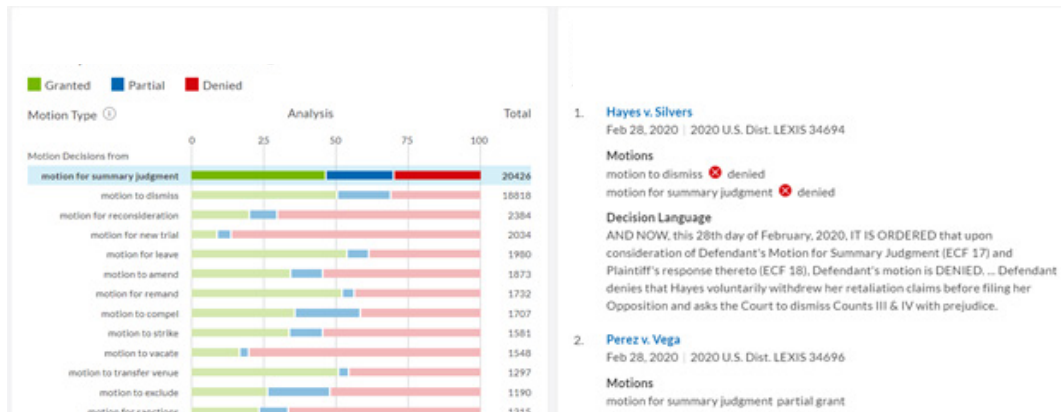 Granted Partial Denied
Motion Type Analysis Total
0 25 50 75 100
Motion Decisions from
motion for summary judgment 20426
motion to dismiss 18818
motion for reconsideration 2384
motion for new trial 2034
motion for leave 1980
motion to amend 1873
motion for remand 1732
motion to compel 1707
motion to strike 1581
motion to vacate 1548
motion to transfer venue 1297
motion to exclude 1190
1. Hayes v. Silvers
Feb 28, 2020 | 2020 U.S. Dist. LEXIS 34694
Motions
motion to dismiss denied
motion for summary judgment denied
Decision Language
AND NOW, this 28th day of February, 2020, IT IS ORDERED that upon
consideration of Defendant's Motion for Summary Judgment (ECF 17) and
Plaintiff's response thereto (ECF 18), Defendant's motion is DENIED. ... Defendant
denies that Hayes voluntarily withdrew her retaliation claims before filing her
Opposition and asks the Court to dismiss Counts III & IV with prejudice.
2. Perez v. Vega
Feb 28, 2020 | 2020 U.S. Dist. LEXIS 34696
Motions
motion for summary judgment partial grant